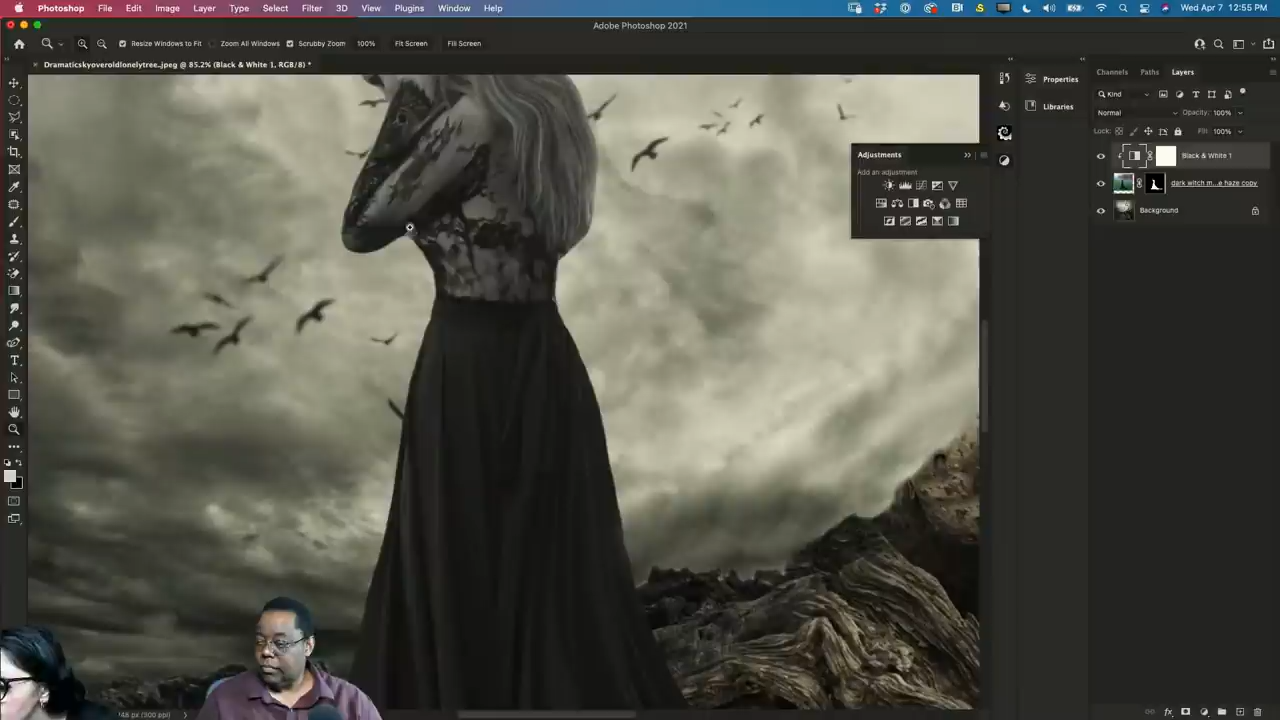 Photoshop File Edit Image Layer Type Select Filter 3D View Plugins Window Help Wed Apr 7 12:55 PM
Adobe Photoshop 2021
Resize Windows to Fit Zoom All Windows Scrubby Zoom 100% Fit Screen Fill Screen
Dramaticskyoveroldlonelytree..jpeg @ 85.2% (Black & White 1, RGB/8) *
Properties
Libraries
Channels Paths Layers
Kind
Normal Opacity: 100%
Lock: Fill: 100%
Black & White 1
dark witch m...e haze copy
Background
Adjustments
Add an adjustment
(300 ppi)